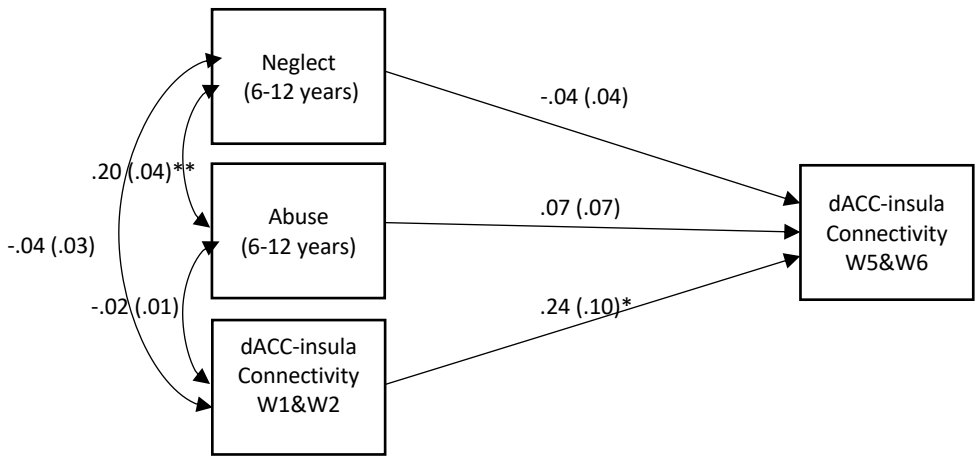 Neglect
(6-12 years)
-.04 (.04)
.20 (.04)**
Abuse
(6-12 years)
.07 (.07)
dACC-insula
Connectivity
W5&W6
-.04 (.03)
-.02 (.01)
.24 (.10)*
dACC-insula
Connectivity
W1&W2